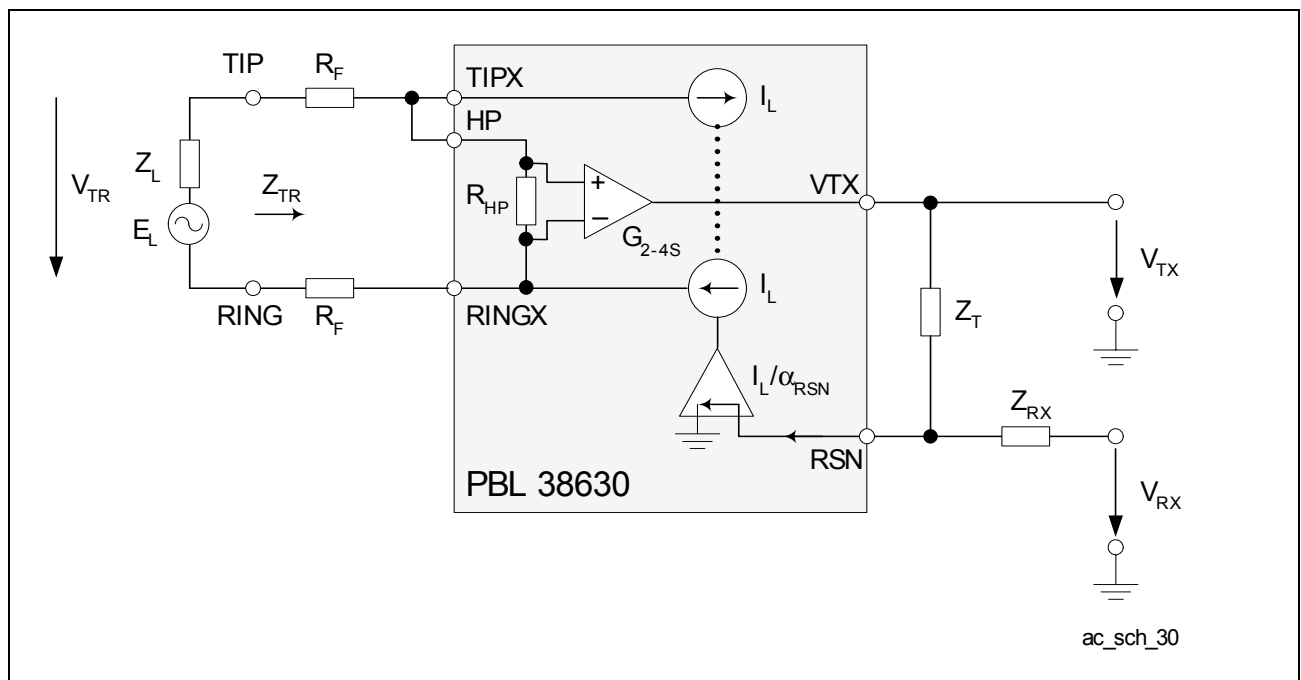 TIP
R_F
TIPX
I_L
HP
V_TR
Z_L
Z_TR
E_L
R_HP
+
−
G_2-4S
VTX
V_TX
RING
R_F
RINGX
I_L
Z_T
I_L/α_RSN
Z_RX
RSN
V_RX
PBL 38630
ac_sch_30